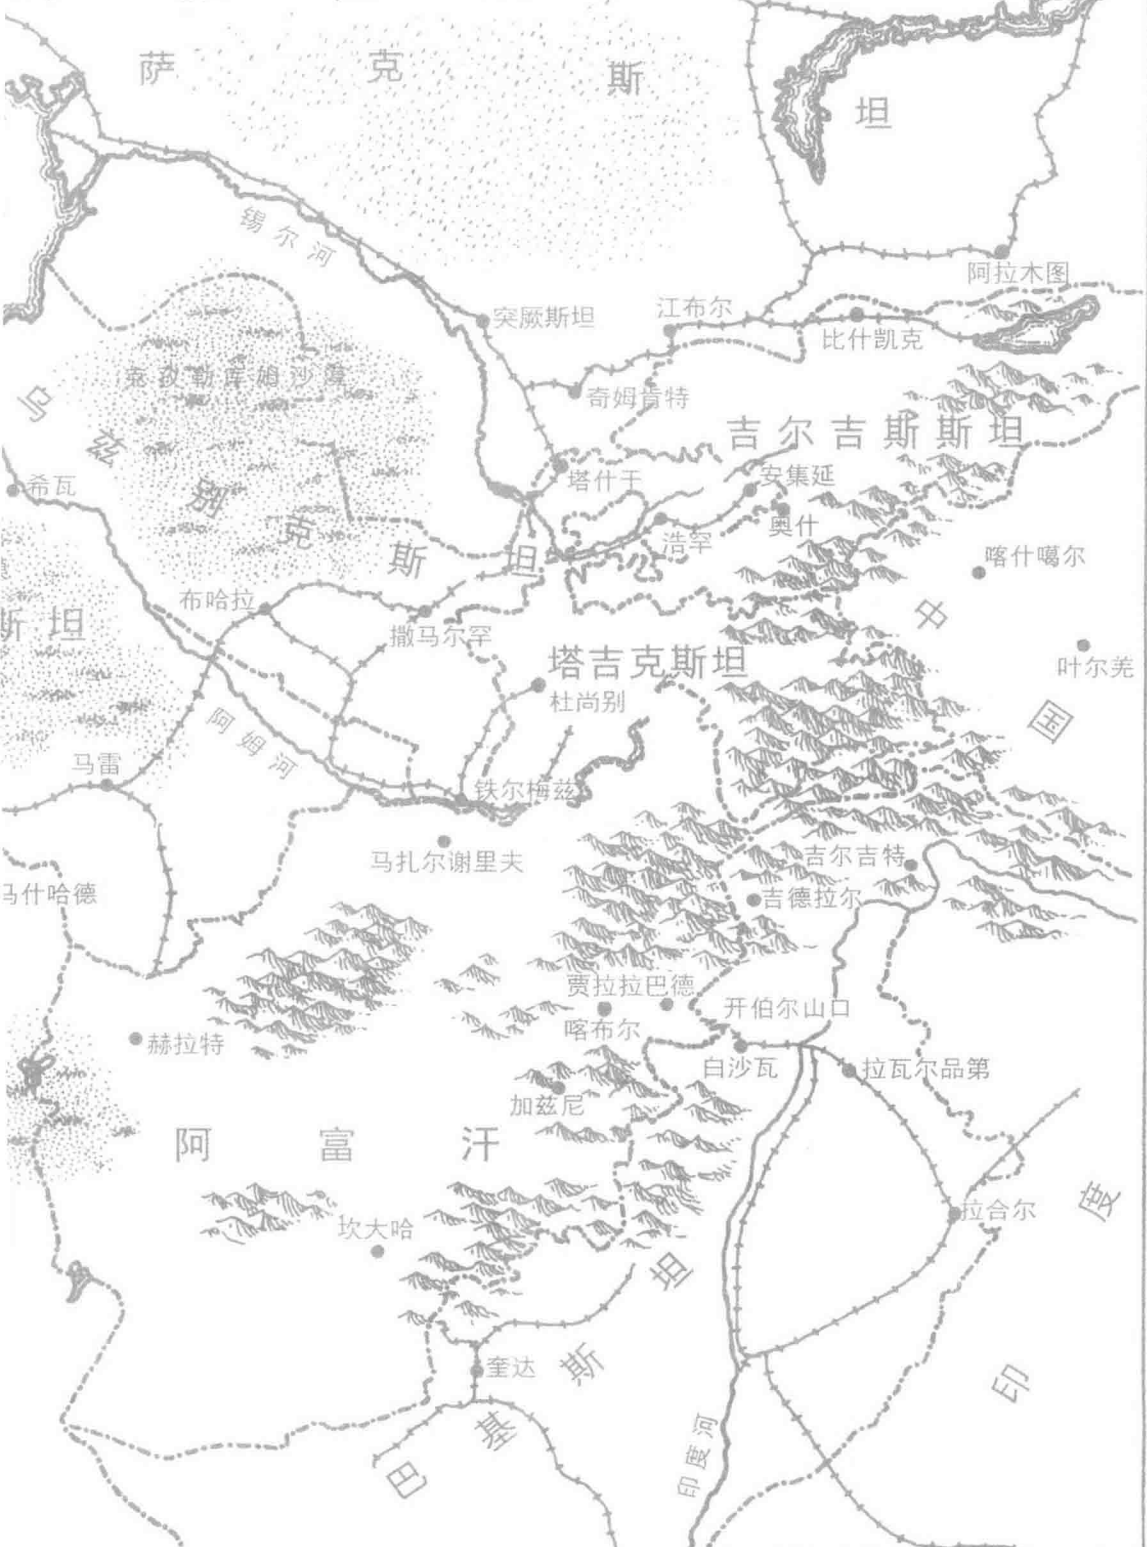 萨克斯坦
锡尔河
阿拉木图
突厥斯坦
江布尔
比什凯克
克孜勒库姆沙漠
奇姆肯特
吉尔吉斯斯坦
乌兹别克斯坦
希瓦
塔什干
安集延
奥什
浩罕
喀什噶尔
布哈拉
撒马尔罕
中国
斯坦
塔吉克斯坦
叶尔羌
杜尚别
阿姆河
马雷
铁尔梅兹
马扎尔谢里夫
吉尔吉特
马什哈德
吉德拉尔
贾拉拉巴德
开伯尔山口
喀布尔
赫拉特
白沙瓦
拉瓦尔品第
加兹尼
阿富汗
拉合尔
坎大哈
印度
奎达
巴基斯坦
印度河